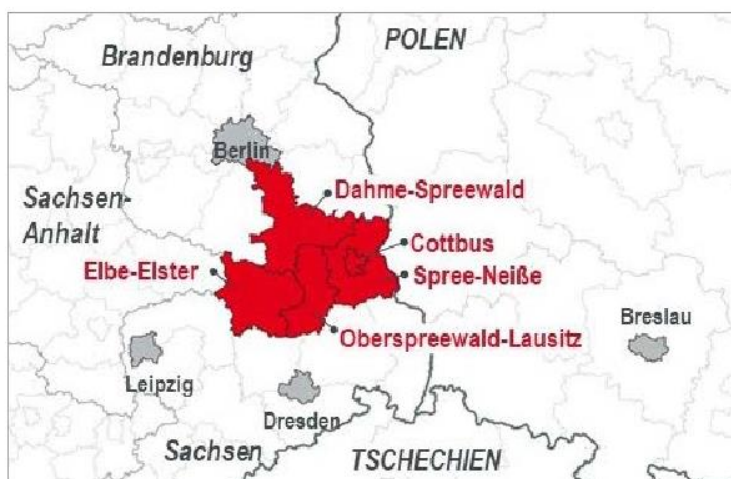 POLEN
Brandenburg
Berlin
Sachsen-
Anhalt
Dahme-Spreewald
Cottbus
Elbe-Elster
Spree-Neiße
Breslau
Oberspreewald-Lausitz
Leipzig
Dresden
Sachsen
TSCHECHIEN